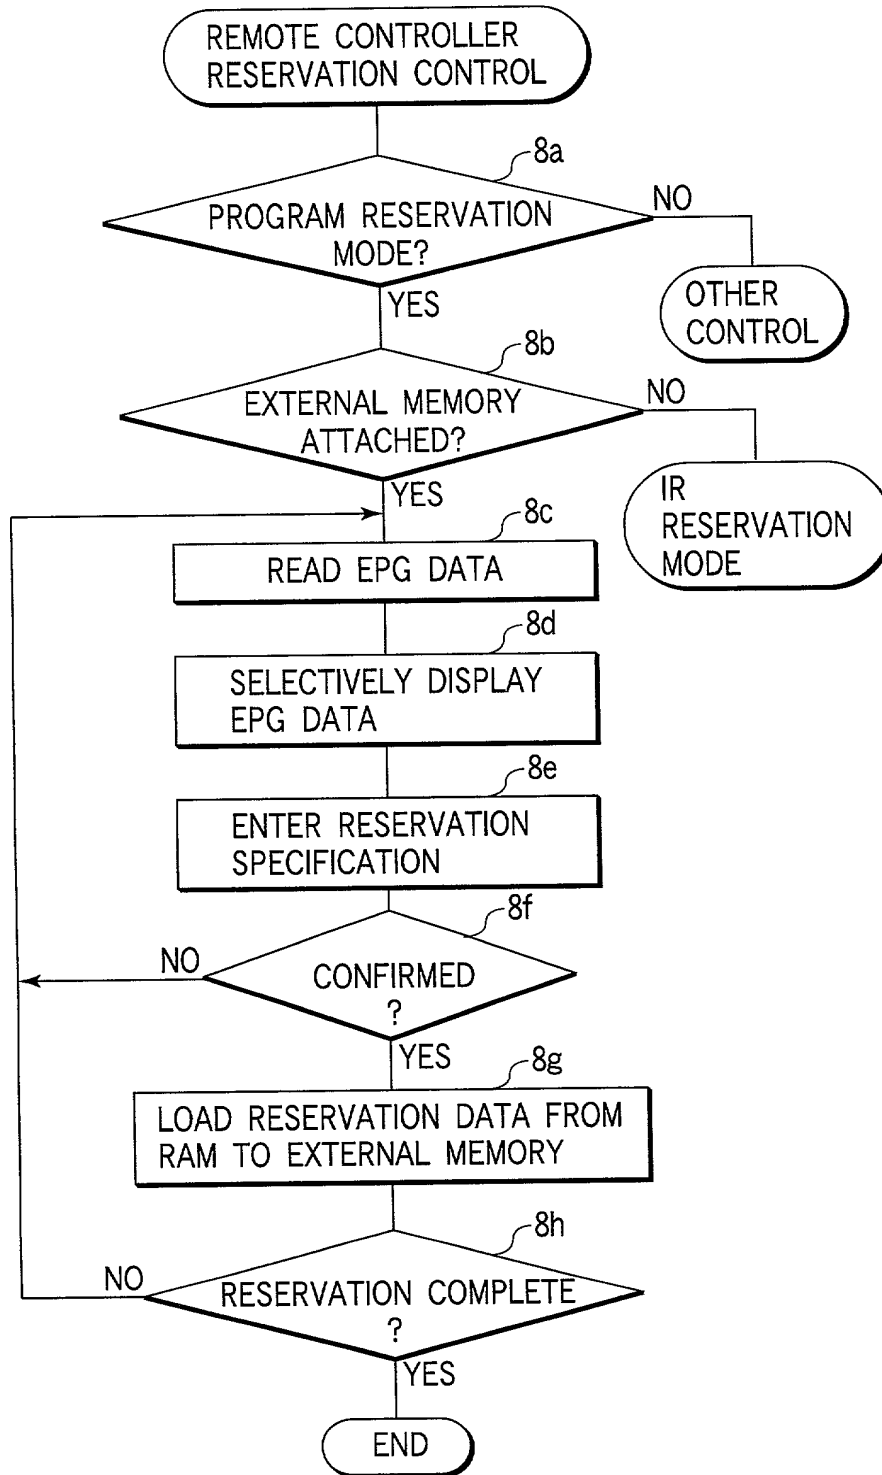 REMOTE CONTROLLER
RESERVATION CONTROL
8a
PROGRAM RESERVATION
MODE?
NO
YES
OTHER
CONTROL
8b
EXTERNAL MEMORY
ATTACHED?
NO
YES
IR
RESERVATION
MODE
8c
READ EPG DATA
8d
SELECTIVELY DISPLAY
EPG DATA
8e
ENTER RESERVATION
SPECIFICATION
8f
NO
CONFIRMED
?
YES
8g
LOAD RESERVATION DATA FROM
RAM TO EXTERNAL MEMORY
8h
NO
RESERVATION COMPLETE
?
YES
END